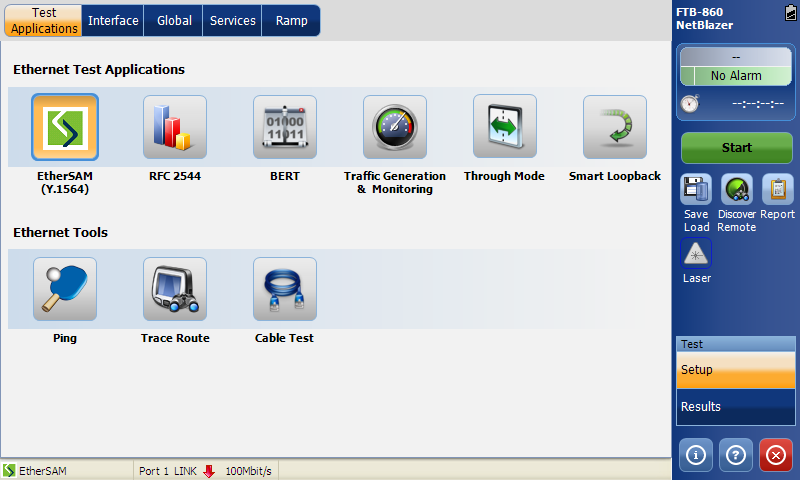 Test
Applications
Interface
Global
Services
Ramp
FTB-860
NetBlazer
Ethernet Test Applications
--
No Alarm
--:--:--:--
01000
11011
EtherSAM
(Y.1564)
RFC 2544
BERT
Traffic Generation
& Monitoring
Through Mode
Smart Loopback
Start
Save
Load
Discover
Remote
Report
Laser
Ethernet Tools
Ping
Trace Route
Cable Test
Test
Setup
Results
EtherSAM
Port 1 LINK
100Mbit/s